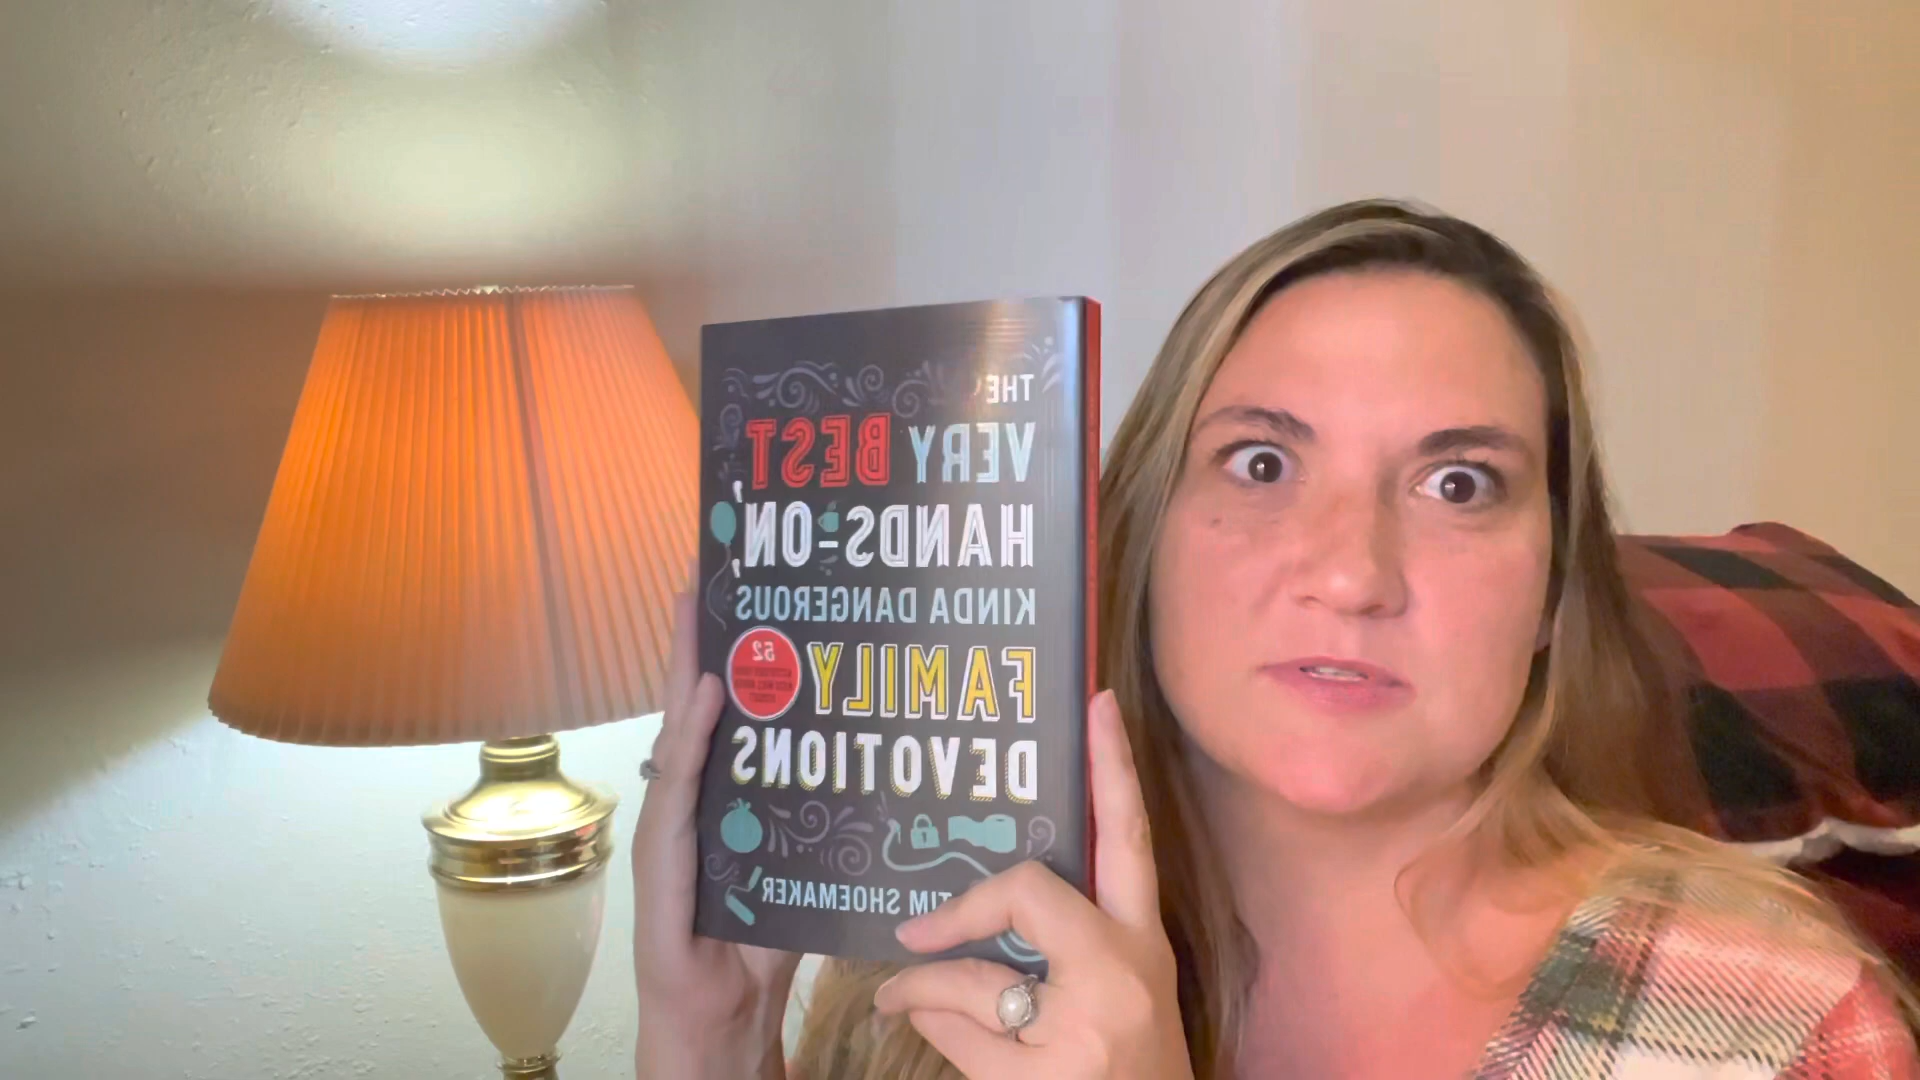 THE
VERY BEST,
HANDS-ON,
KINDA DANGEROUS
FAMILY
52
DEVOTIONS
TIM SHOEMAKER